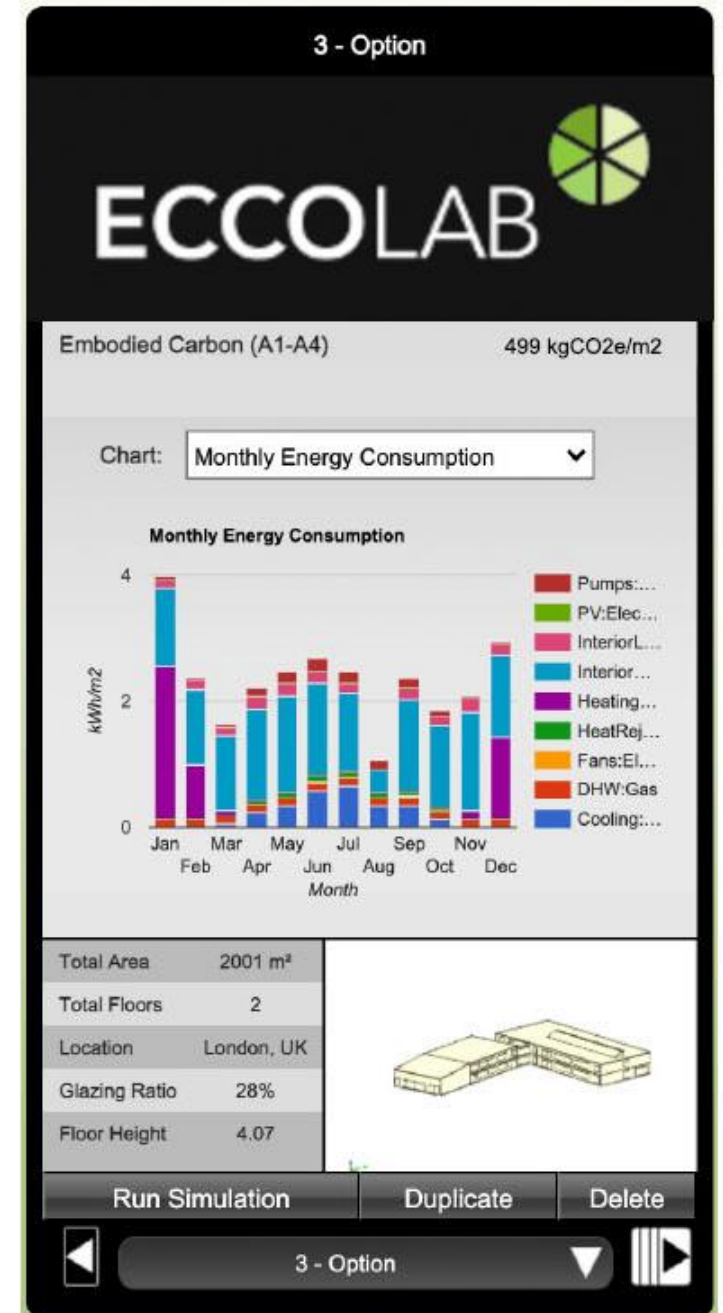 3 - Option
ECCOLAB
Embodied Carbon (A1-A4) 499 kgCO2e/m2
Chart: Monthly Energy Consumption
Monthly Energy Consumption
4
2
0
kWh/m2
Jan Mar May Jul Sep Nov
Feb Apr Jun Aug Oct Dec
Month
Pumps:...
PV:Elec...
InteriorL...
Interior...
Heating...
HeatRej...
Fans:El...
DHW:Gas
Cooling:...
Total Area 2001 m²
Total Floors 2
Location London, UK
Glazing Ratio 28%
Floor Height 4.07
Run Simulation Duplicate Delete
3 - Option